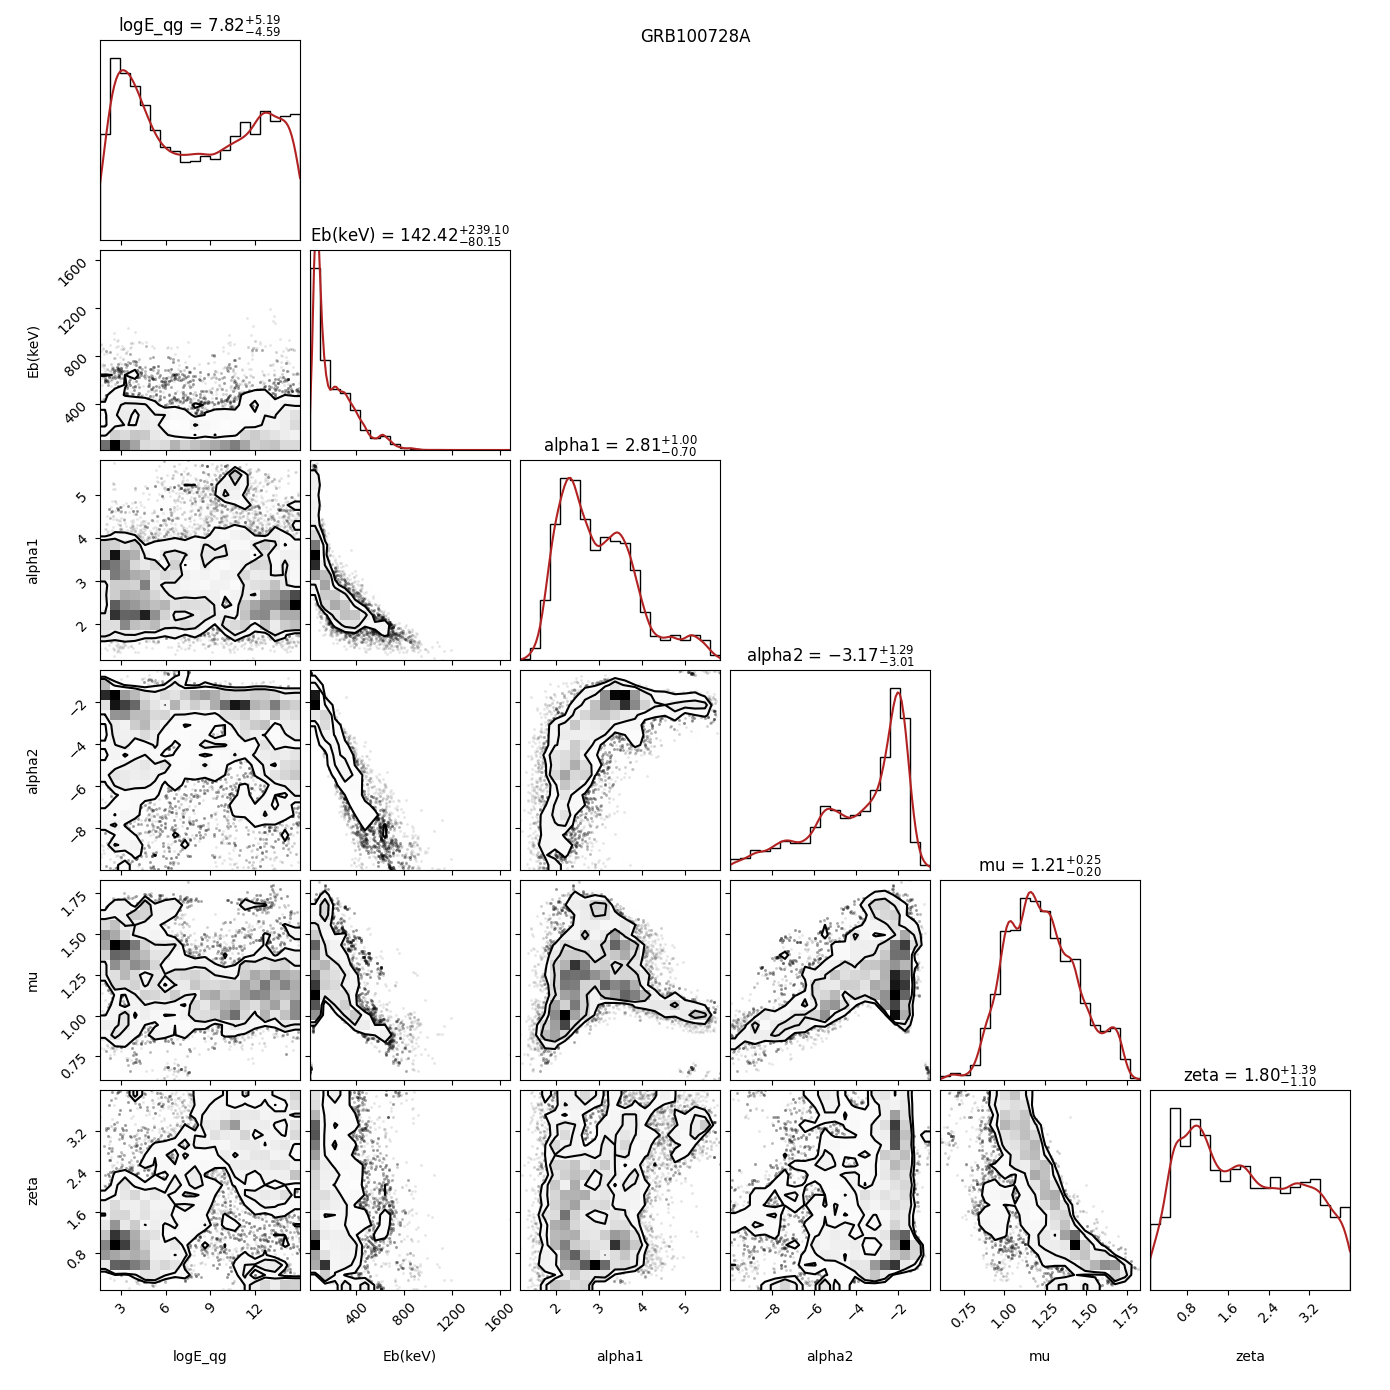 GRB100728A
logE_qg = 7.82+5.19−4.59
Eb(keV) = 142.42+239.10−80.15
1600
1200
800
400
Eb(keV)
alpha1 = 2.81+1.00−0.70
5
4
3
2
alpha1
alpha2 = −3.17+1.29−3.01
−2
−4
−6
−8
alpha2
mu = 1.21+0.25−0.20
1.75
1.50
1.25
1.00
0.75
mu
zeta = 1.80+1.39−1.10
3.2
2.4
1.6
0.8
zeta
3 6 9 12
400 800 1200 1600
2 3 4 5
−8 −6 −4 −2
0.75 1.00 1.25 1.50 1.75
0.8 1.6 2.4 3.2
logE_qg Eb(keV) alpha1 alpha2 mu zeta